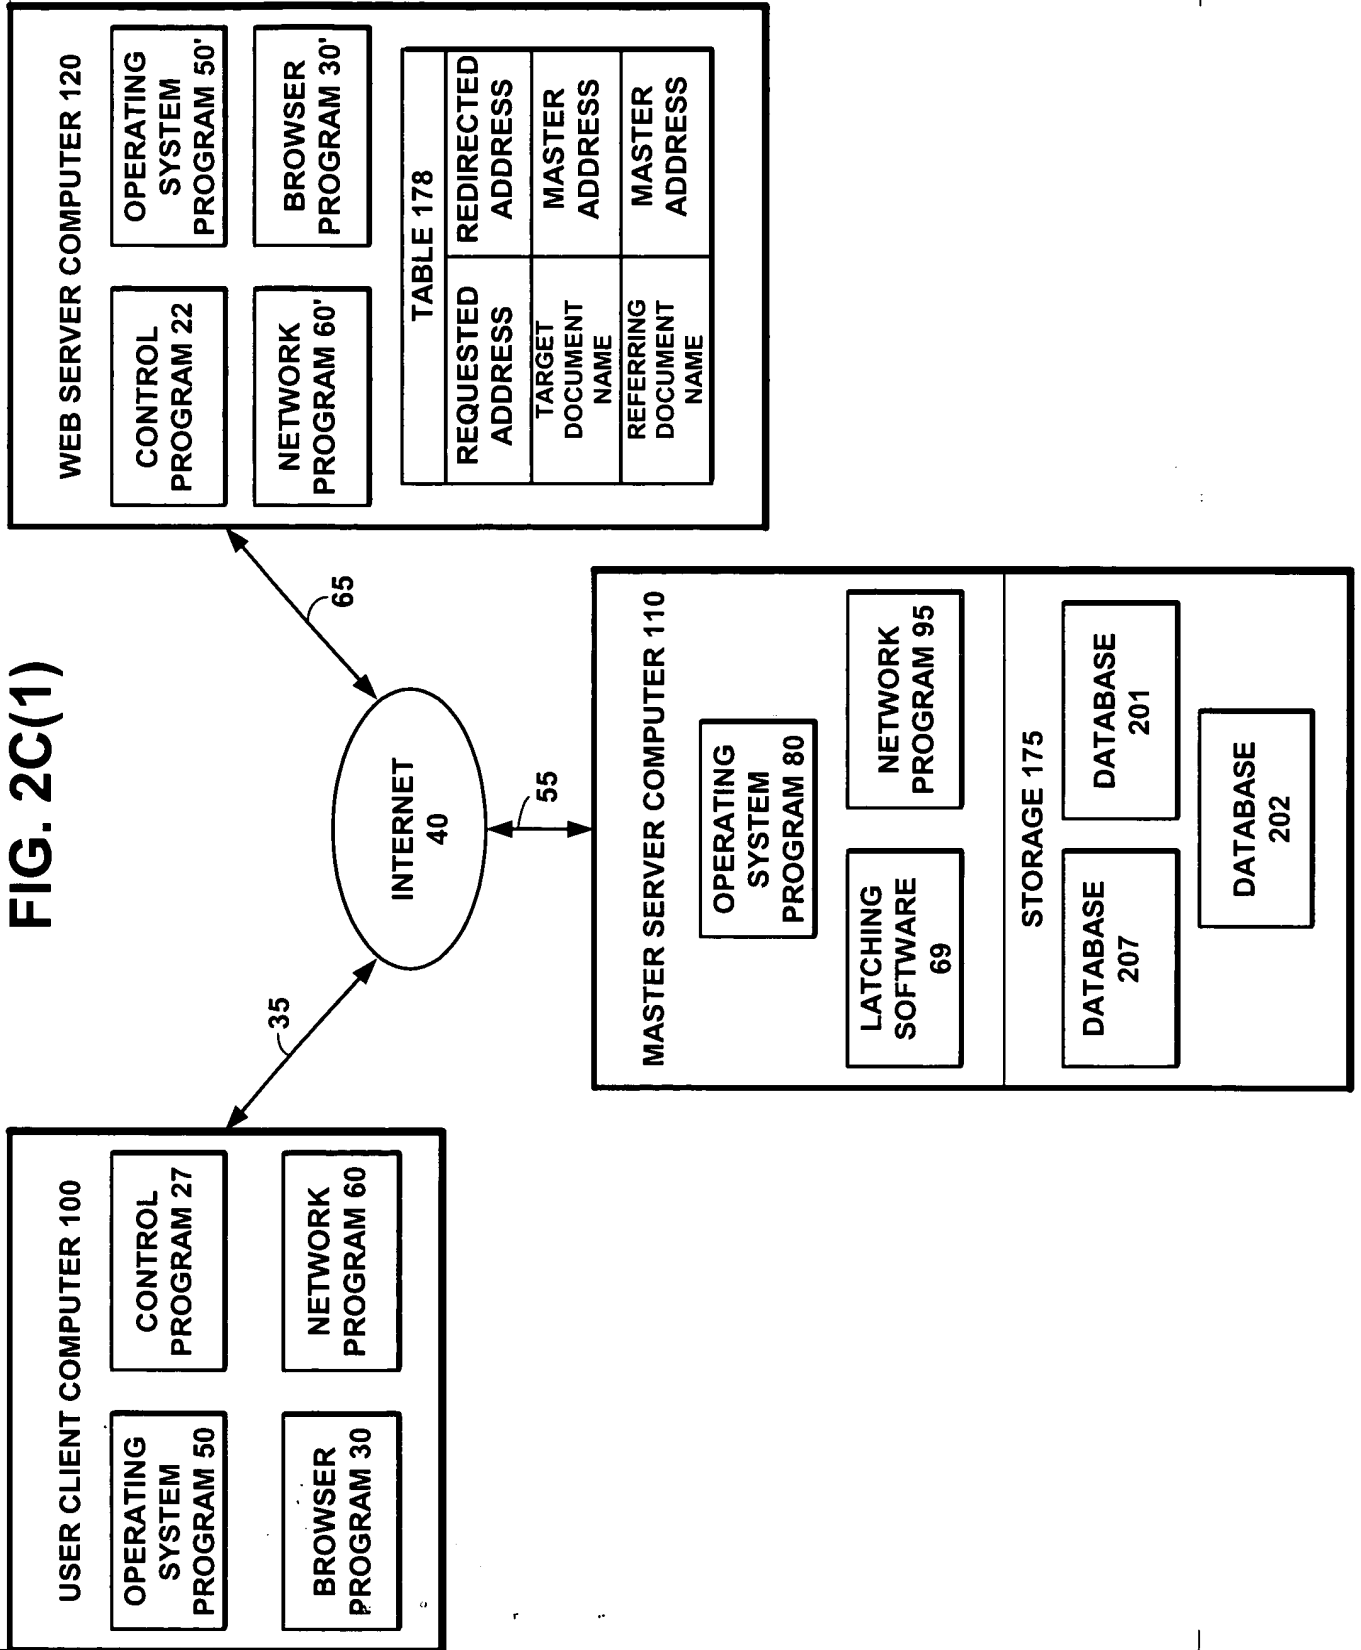 FIG. 2C(1)
USER CLIENT COMPUTER 100
OPERATING
SYSTEM
PROGRAM 50
CONTROL
PROGRAM 27
BROWSER
PROGRAM 30
NETWORK
PROGRAM 60
35
INTERNET
40
65
55
WEB SERVER COMPUTER 120
CONTROL
PROGRAM 22
OPERATING
SYSTEM
PROGRAM 50'
NETWORK
PROGRAM 60'
BROWSER
PROGRAM 30'
TABLE 178
REQUESTED
ADDRESS
REDIRECTED
ADDRESS
TARGET
DOCUMENT
NAME
MASTER
ADDRESS
REFERRING
DOCUMENT
NAME
MASTER
ADDRESS
MASTER SERVER COMPUTER 110
OPERATING
SYSTEM
PROGRAM 80
LATCHING
SOFTWARE
69
NETWORK
PROGRAM 95
STORAGE 175
DATABASE
207
DATABASE
201
DATABASE
202